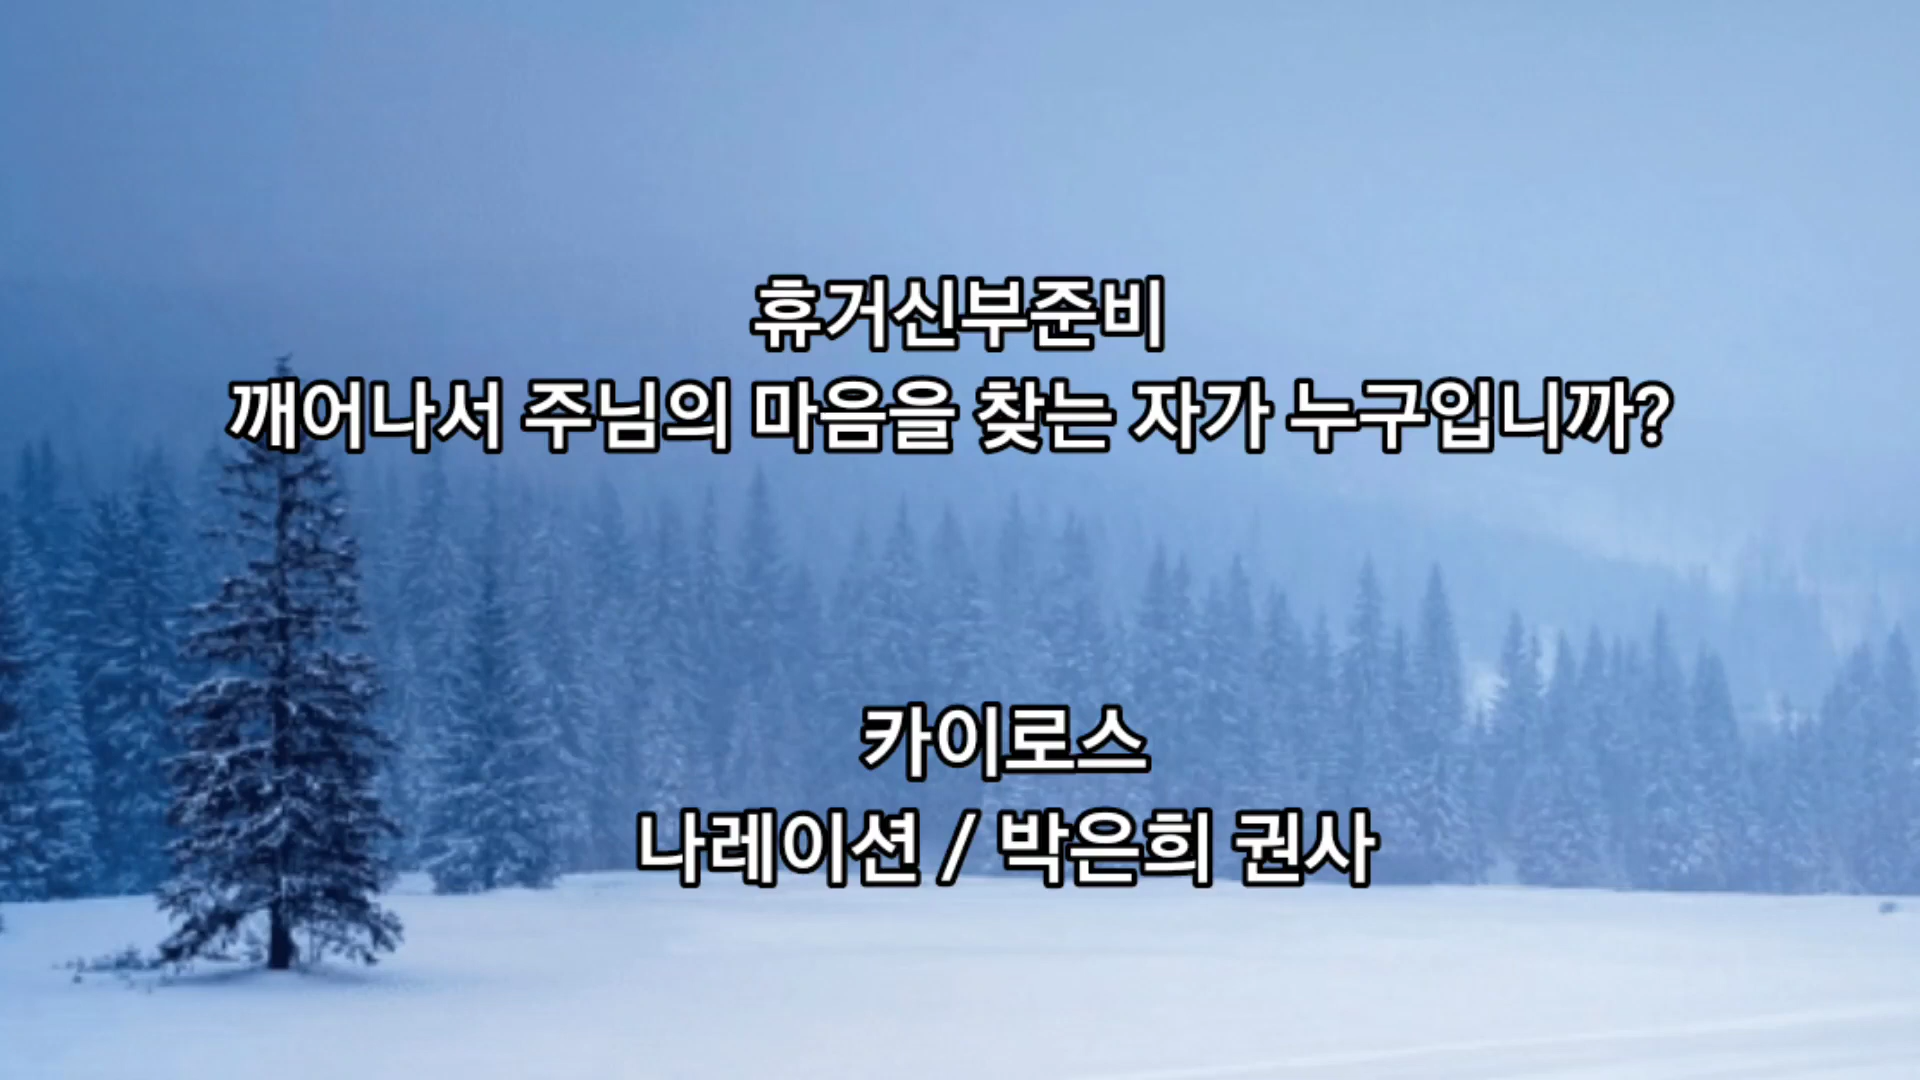 휴거신부준비
깨어나서 주님의 마음을 찾는 자가 누구입니까?
카이로스
나레이션 / 박은희 권사